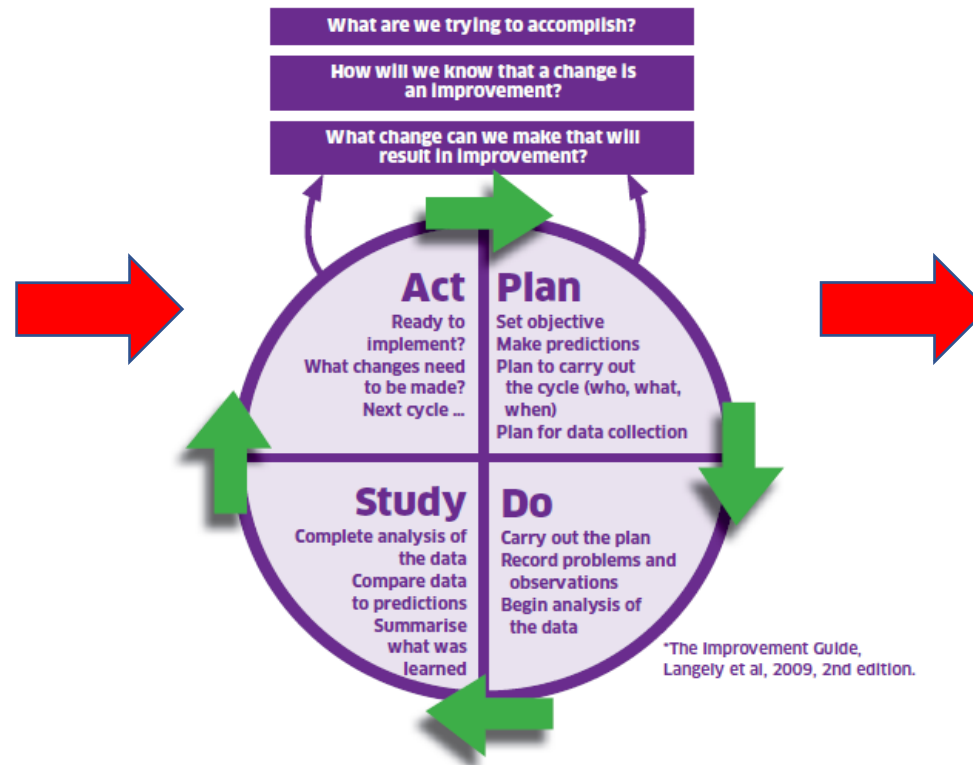 What are we trying to accomplish?
How will we know that a change is
an improvement?
What change can we make that will
result in improvement?
Act
Ready to
implement?
What changes need
to be made?
Next cycle ...
Plan
Set objective
Make predictions
Plan to carry out
the cycle (who, what,
when)
Plan for data collection
Study
Complete analysis of
the data
Compare data
to predictions
Summarise
what was
learned
Do
Carry out the plan
Record problems and
observations
Begin analysis of
the data
*The Improvement Guide,
Langely et al, 2009, 2nd edition.